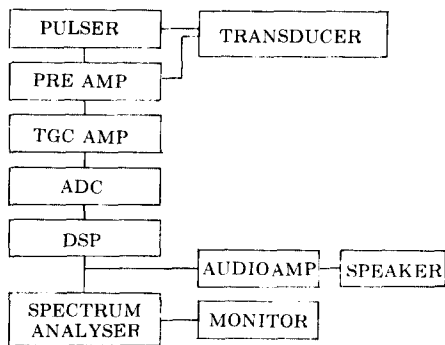 PULSER
TRANSDUCER
PRE AMP
TGC AMP
ADC
DSP
AUDIOAMP
SPEAKER
SPECTRUM
ANALYSER
MONITOR